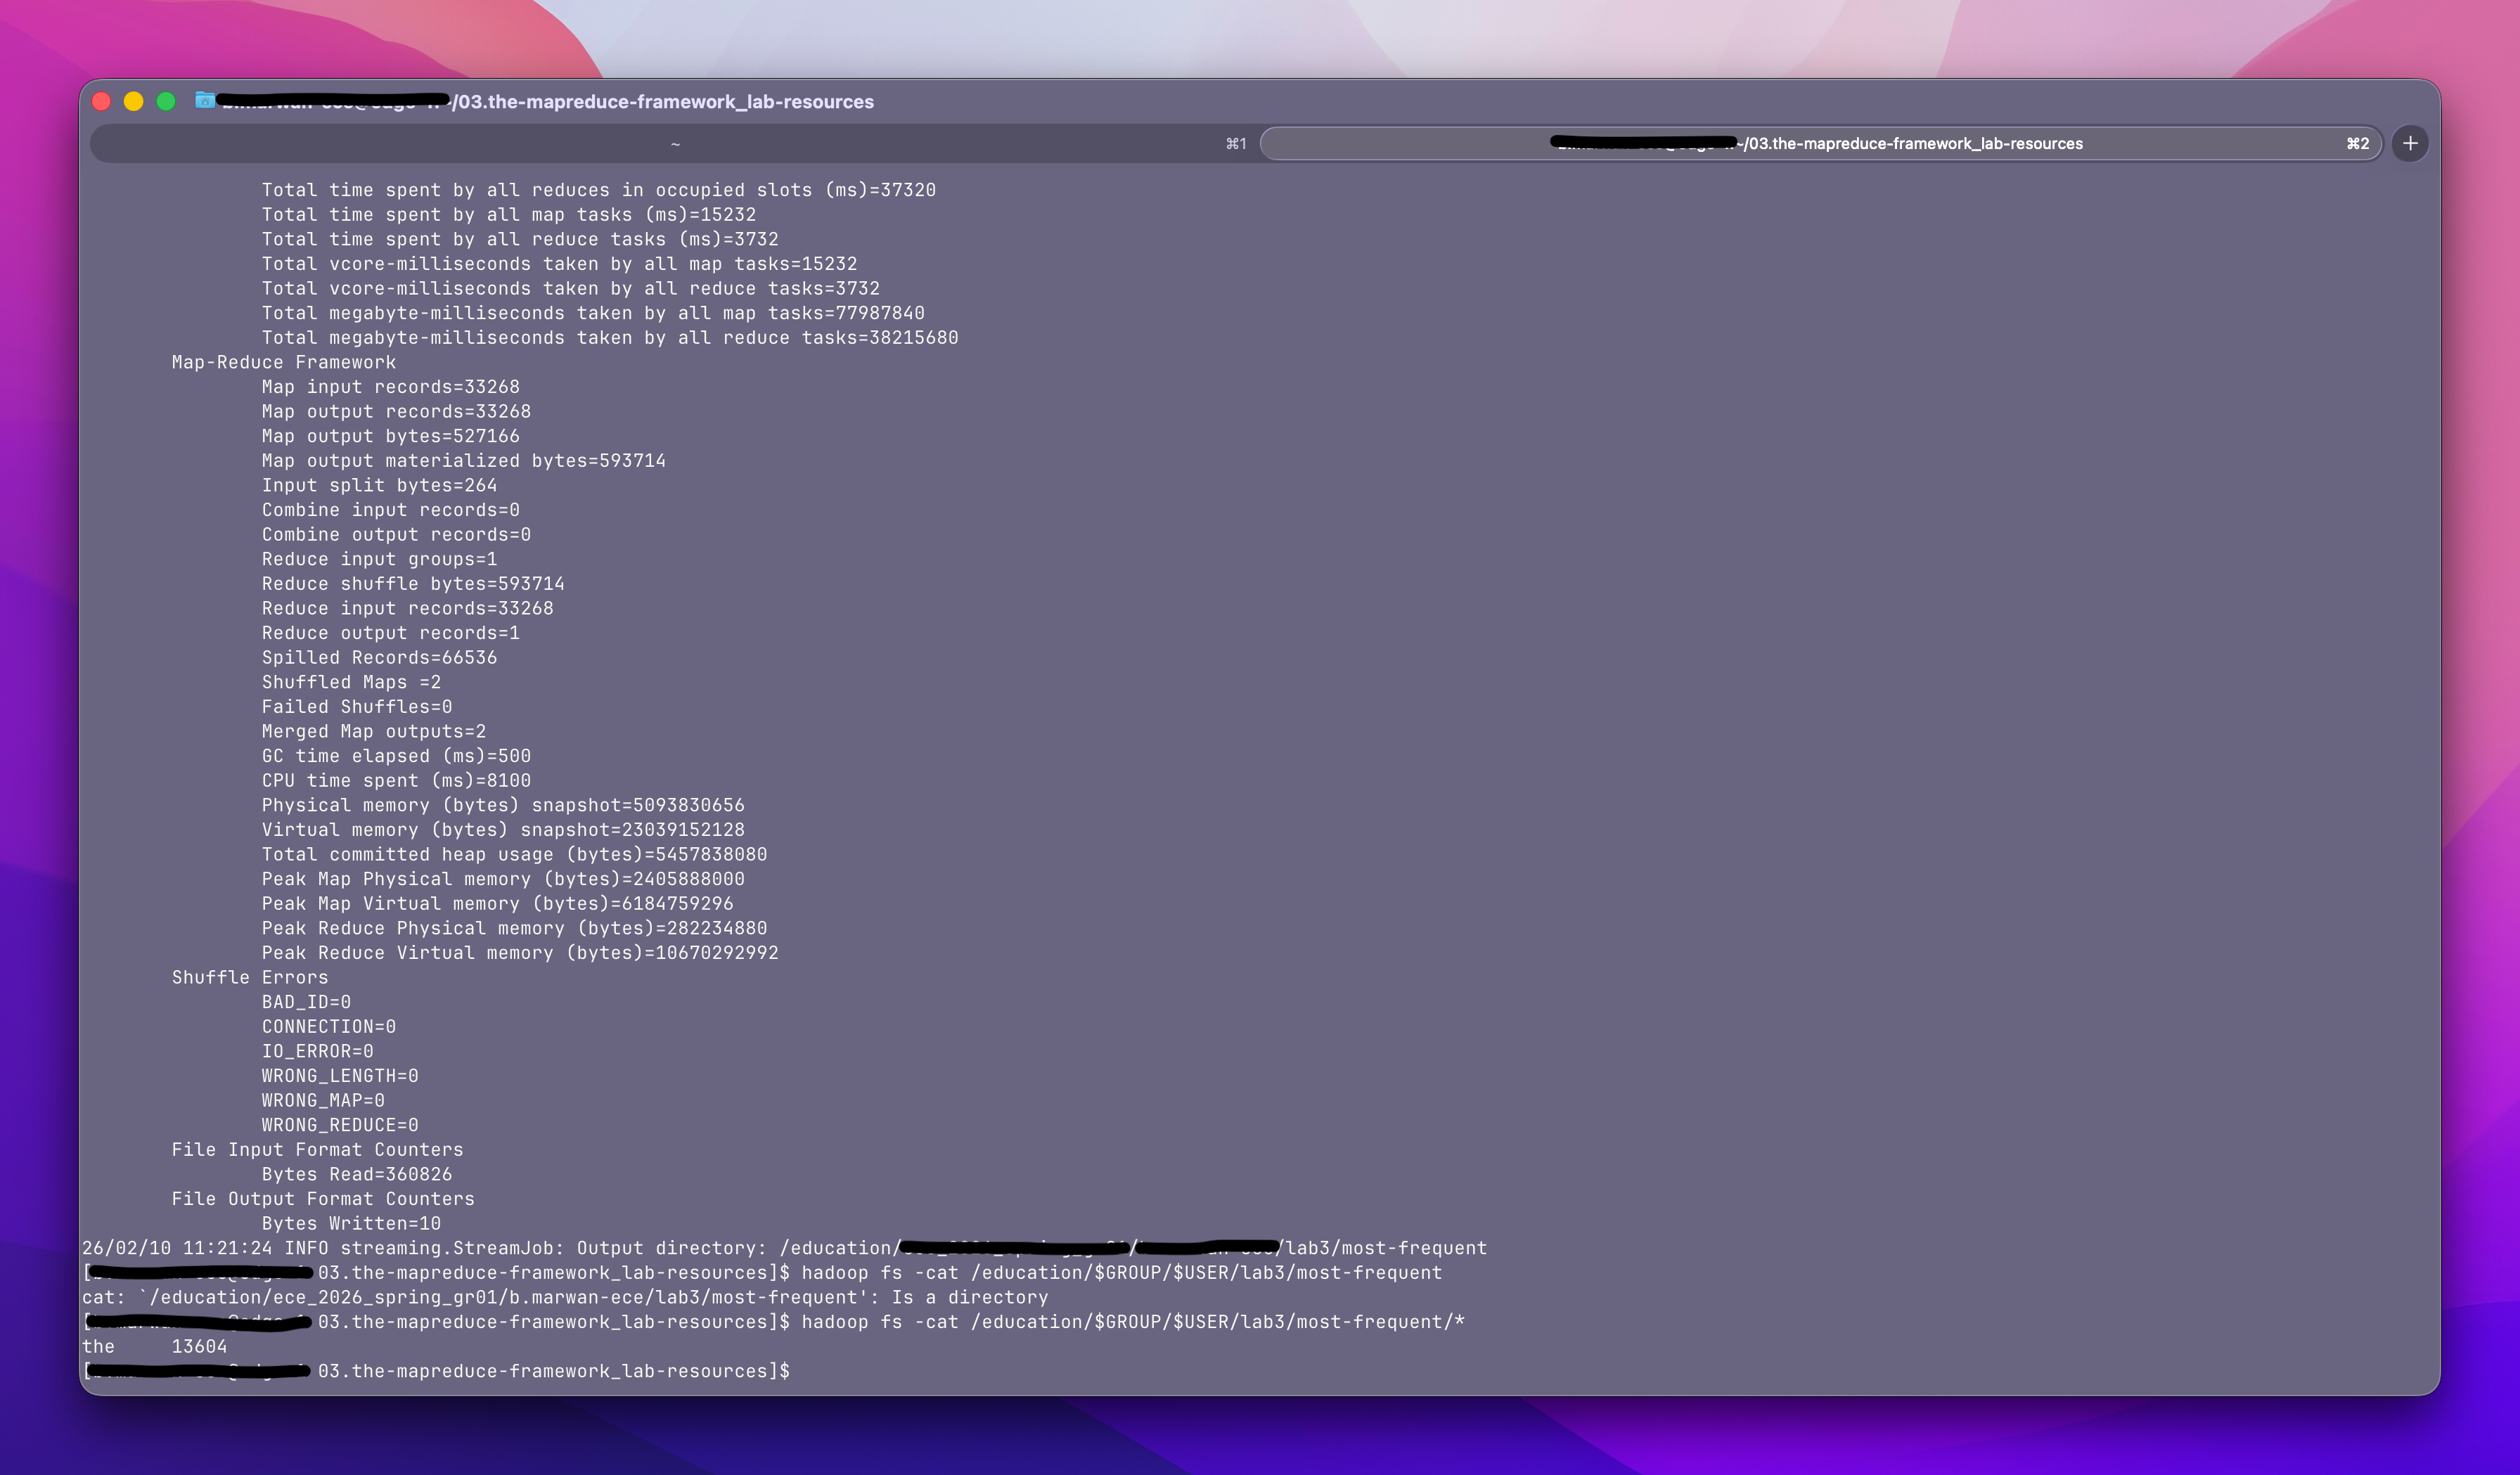 /03.the-mapreduce-framework_lab-resources
~ ⌘1 ~/03.the-mapreduce-framework_lab-resources ⌘2 +
Total time spent by all reduces in occupied slots (ms)=37320
Total time spent by all map tasks (ms)=15232
Total time spent by all reduce tasks (ms)=3732
Total vcore-milliseconds taken by all map tasks=15232
Total vcore-milliseconds taken by all reduce tasks=3732
Total megabyte-milliseconds taken by all map tasks=77987840
Total megabyte-milliseconds taken by all reduce tasks=38215680
Map-Reduce Framework
Map input records=33268
Map output records=33268
Map output bytes=527166
Map output materialized bytes=593714
Input split bytes=264
Combine input records=0
Combine output records=0
Reduce input groups=1
Reduce shuffle bytes=593714
Reduce input records=33268
Reduce output records=1
Spilled Records=66536
Shuffled Maps =2
Failed Shuffles=0
Merged Map outputs=2
GC time elapsed (ms)=500
CPU time spent (ms)=8100
Physical memory (bytes) snapshot=5093830656
Virtual memory (bytes) snapshot=23039152128
Total committed heap usage (bytes)=5457838080
Peak Map Physical memory (bytes)=2405888000
Peak Map Virtual memory (bytes)=6184759296
Peak Reduce Physical memory (bytes)=282234880
Peak Reduce Virtual memory (bytes)=10670292992
Shuffle Errors
BAD_ID=0
CONNECTION=0
IO_ERROR=0
WRONG_LENGTH=0
WRONG_MAP=0
WRONG_REDUCE=0
File Input Format Counters
Bytes Read=360826
File Output Format Counters
Bytes Written=10
26/02/10 11:21:24 INFO streaming.StreamJob: Output directory: /education/ / /lab3/most-frequent
[ 03.the-mapreduce-framework_lab-resources]$ hadoop fs -cat /education/$GROUP/$USER/lab3/most-frequent
cat: `/education/ece_2026_spring_gr01/b.marwan-ece/lab3/most-frequent': Is a directory
[ 03.the-mapreduce-framework_lab-resources]$ hadoop fs -cat /education/$GROUP/$USER/lab3/most-frequent/*
the 13604
[ 03.the-mapreduce-framework_lab-resources]$